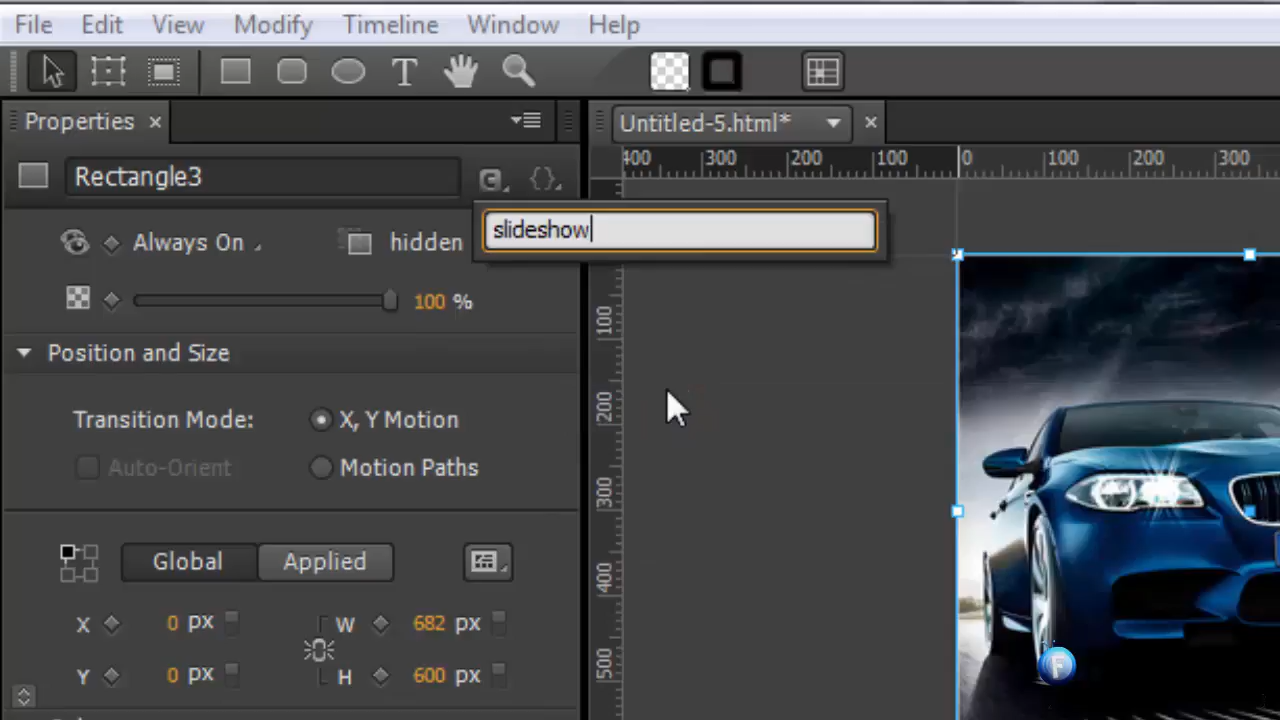 File Edit View Modify Timeline Window Help
Properties ×
Untitled-5.html* ×
400 300 200 100 0 100 200 300
Rectangle3
C {}
slideshow
Always On
hidden
100 %
Position and Size
Transition Mode:
X, Y Motion
Auto-Orient
Motion Paths
Global
Applied
X 0 px W 682 px
Y 0 px H 600 px
100
200
300
400
500
F